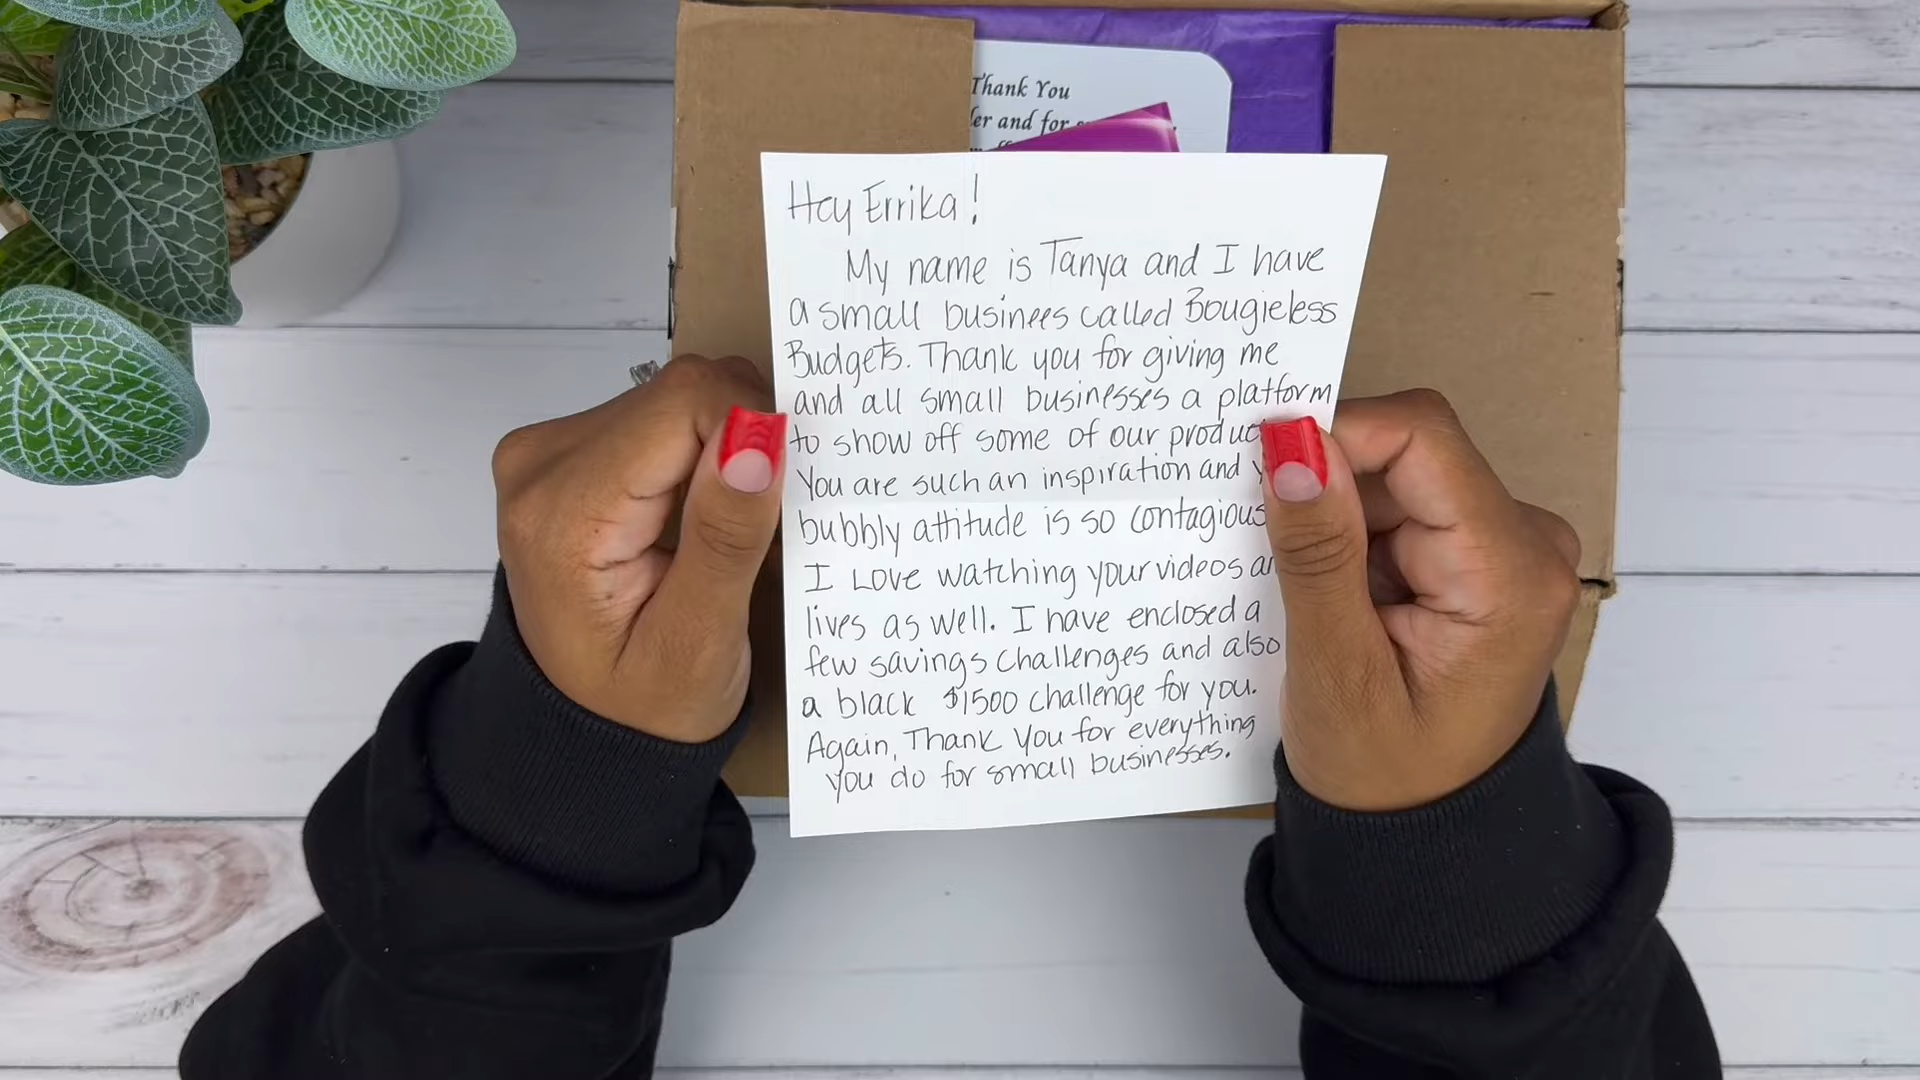 Thank You
der and for
Hey Errika!
My name is Tanya and I have
a small businees called Bougieless
Budgets. Thank you for giving me
and all small businesses a platform
to show off some of our produc
You are such an inspiration and y
bubbly attitude is so contagious
I Love watching your videos an
lives as well. I have enclosed a
few savings challenges and also
a black $1500 challenge for you.
Again, Thank You for everything
you do for small businesses.